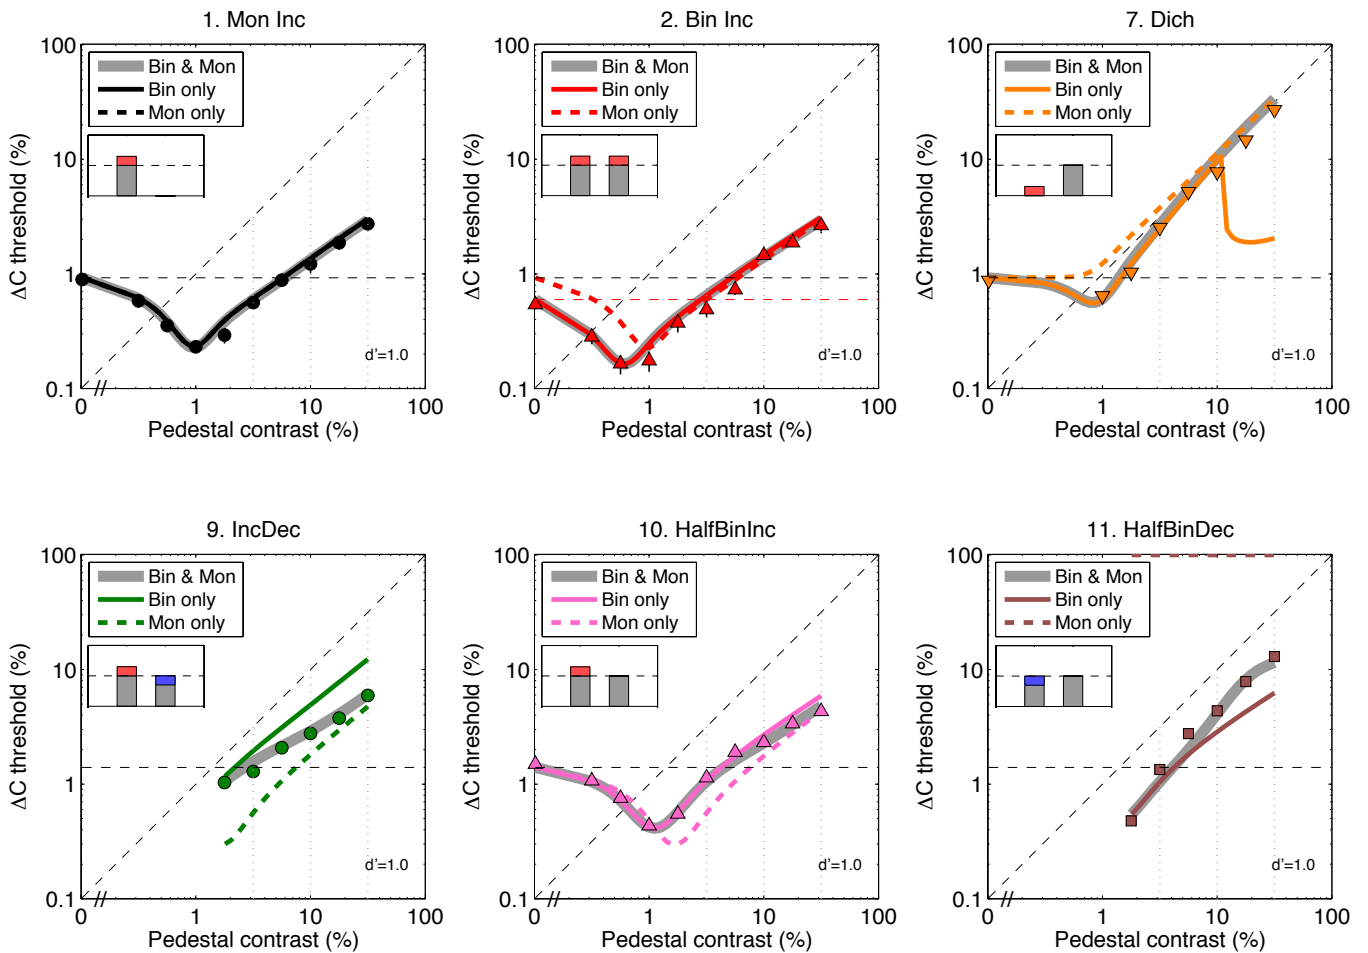 1. Mon Inc
100
10
1
0.1
ΔC threshold (%)
Bin & Mon
Bin only
Mon only
d'=1.0
0
1
10
100
Pedestal contrast (%)
2. Bin Inc
100
10
1
0.1
ΔC threshold (%)
Bin & Mon
Bin only
Mon only
d'=1.0
0
1
10
100
Pedestal contrast (%)
7. Dich
100
10
1
0.1
ΔC threshold (%)
Bin & Mon
Bin only
Mon only
d'=1.0
0
1
10
100
Pedestal contrast (%)
9. IncDec
100
10
1
0.1
ΔC threshold (%)
Bin & Mon
Bin only
Mon only
d'=1.0
0
1
10
100
Pedestal contrast (%)
10. HalfBinInc
100
10
1
0.1
ΔC threshold (%)
Bin & Mon
Bin only
Mon only
d'=1.0
0
1
10
100
Pedestal contrast (%)
11. HalfBinDec
100
10
1
0.1
ΔC threshold (%)
Bin & Mon
Bin only
Mon only
d'=1.0
0
1
10
100
Pedestal contrast (%)